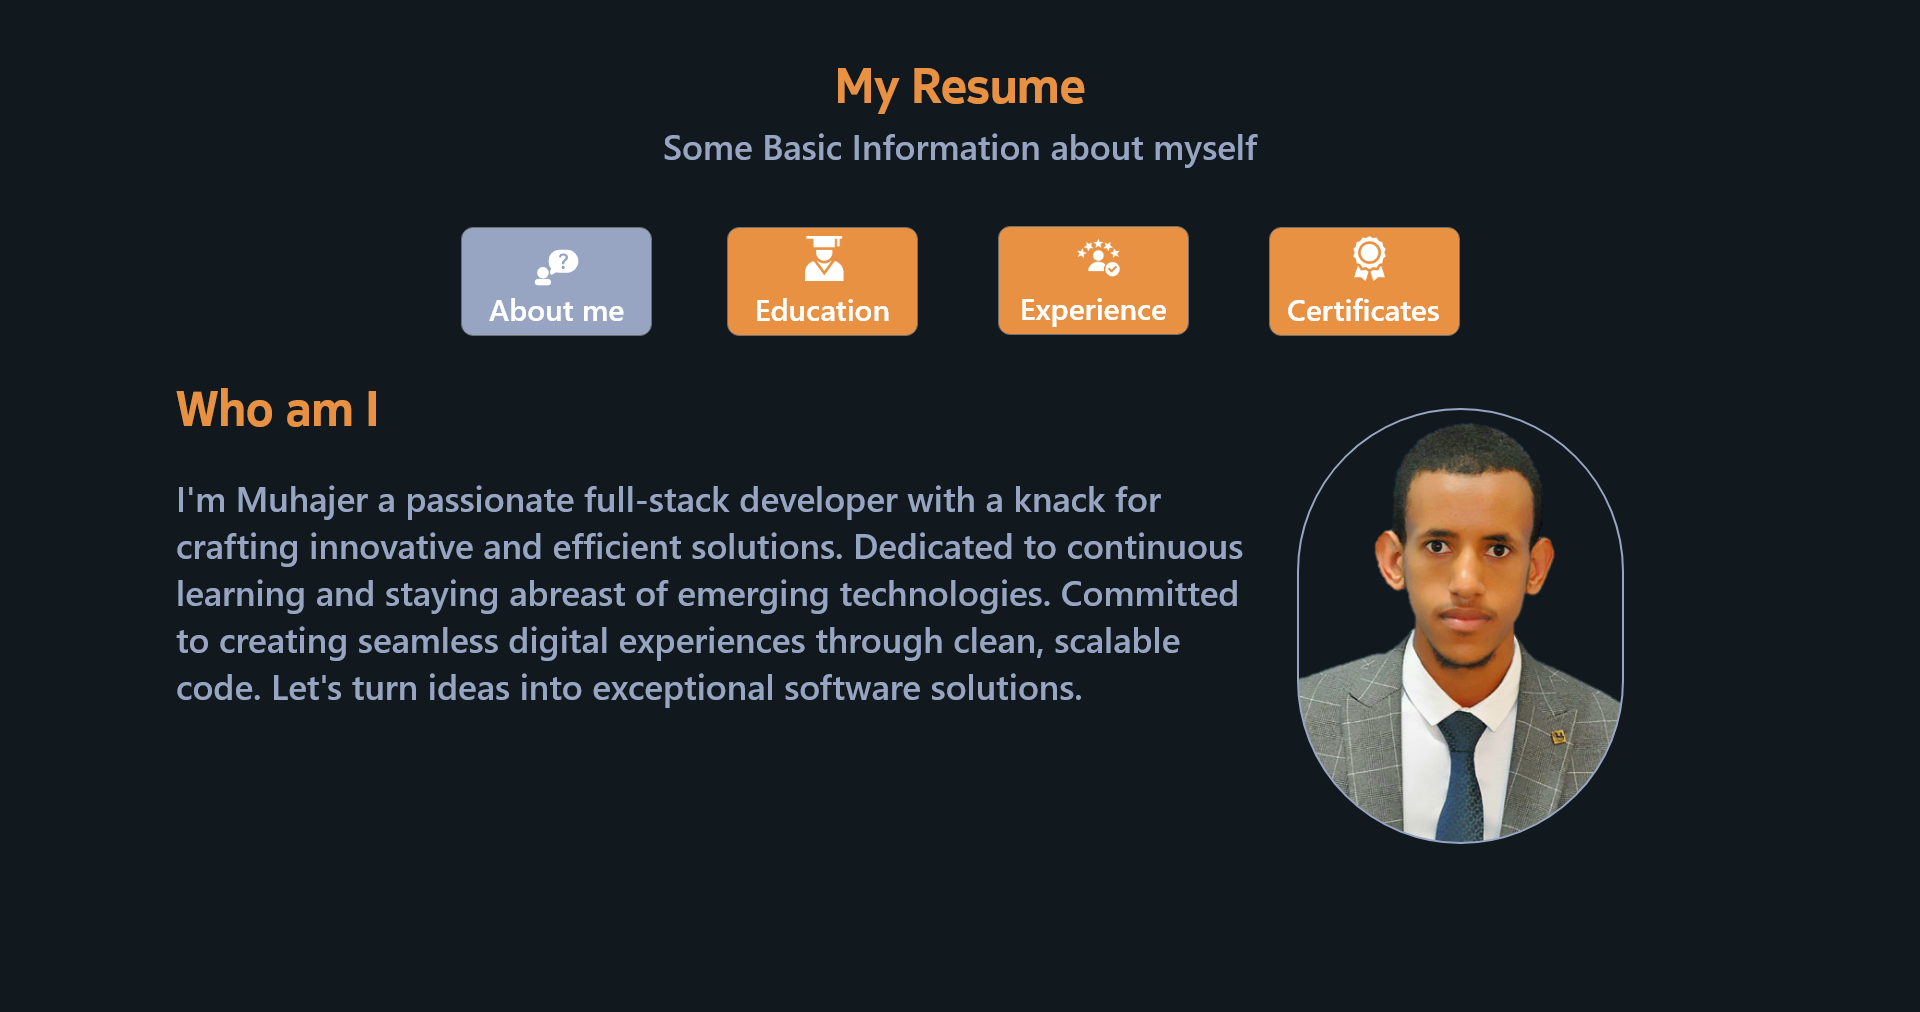 My Resume
Some Basic Information about myself
?
About me
Education
Experience
Certificates
Who am I
I'm Muhajer a passionate full-stack developer with a knack for
crafting innovative and efficient solutions. Dedicated to continuous
learning and staying abreast of emerging technologies. Committed
to creating seamless digital experiences through clean, scalable
code. Let's turn ideas into exceptional software solutions.